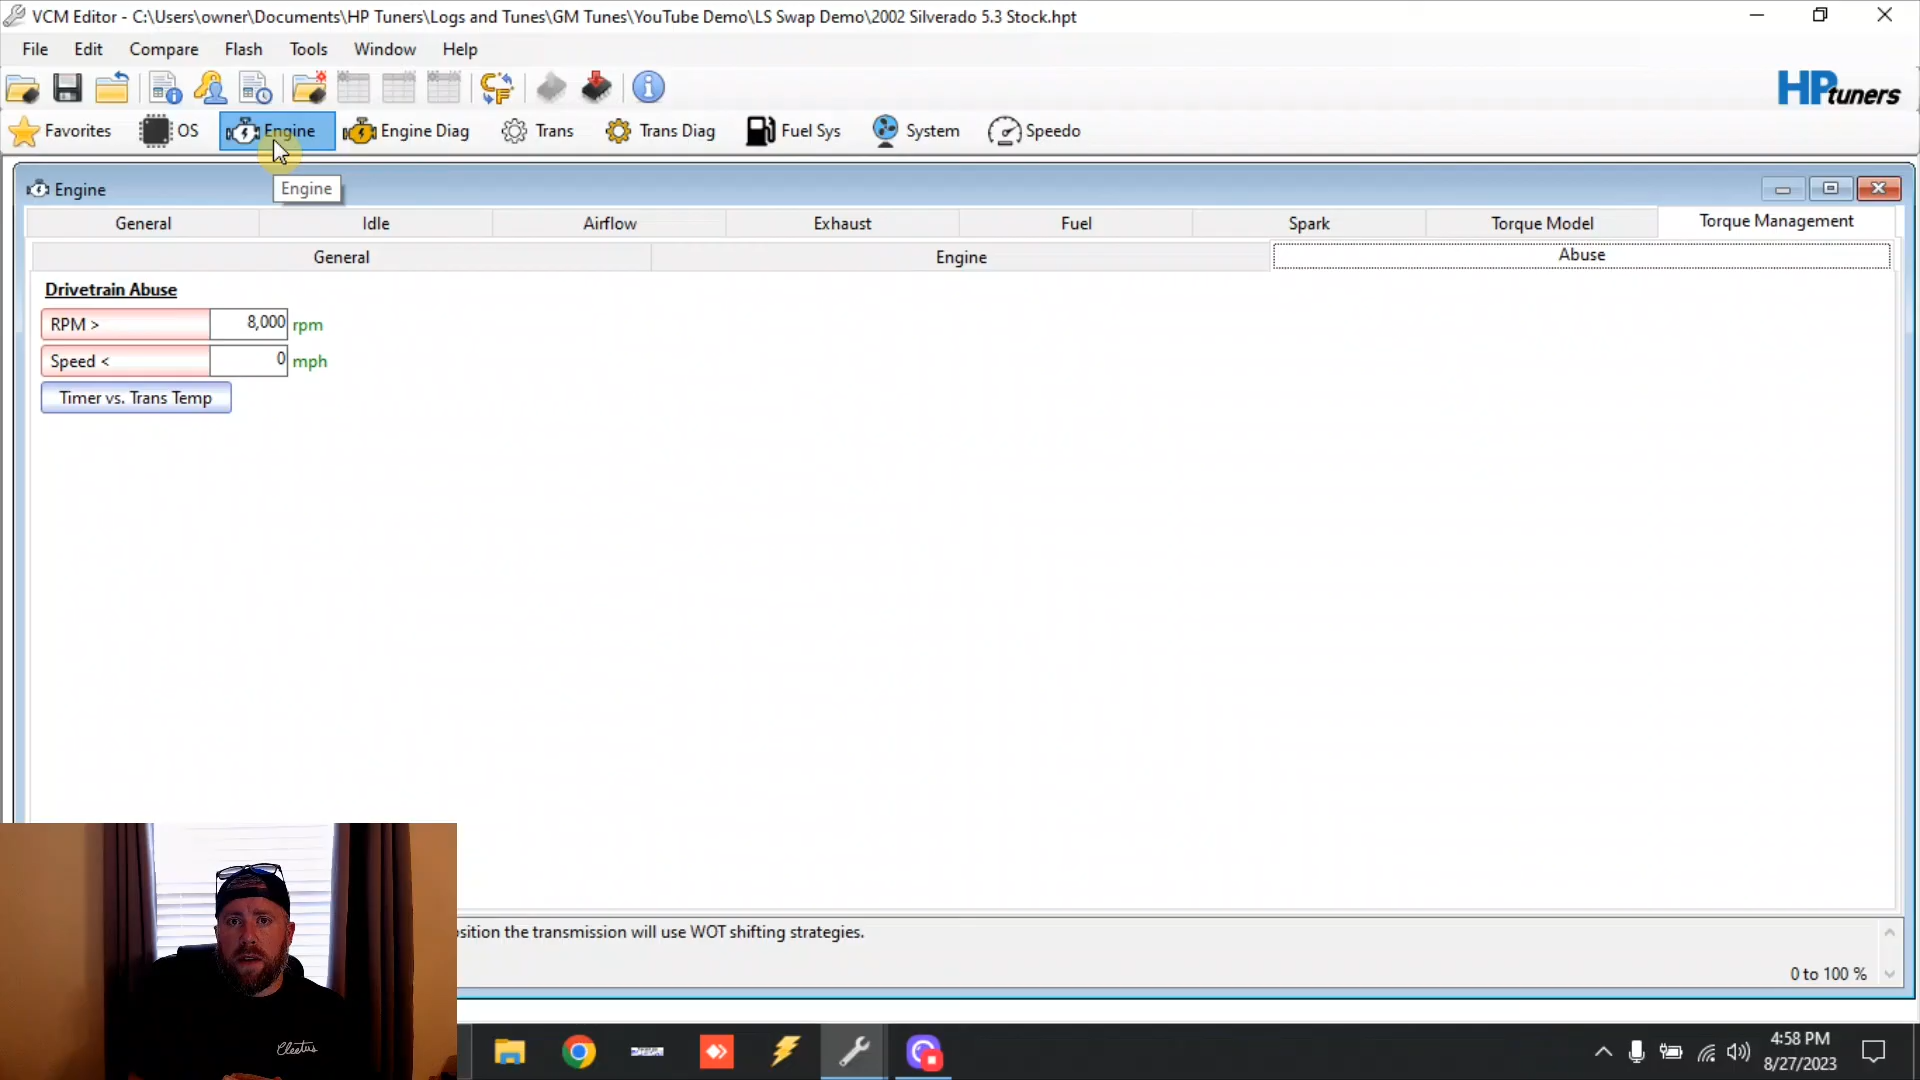 VCM Editor - C:\Users\owner\Documents\HP Tuners\Logs and Tunes\GM Tunes\YouTube Demo\LS Swap Demo\2002 Silverado 5.3 Stock.hpt
File Edit Compare Flash Tools Window Help
HPtuners
Favorites OS Engine Engine Diag Trans Trans Diag Fuel Sys System Speedo
Engine
Engine
General Idle Airflow Exhaust Fuel Spark Torque Model Torque Management
General Engine Abuse
Drivetrain Abuse
RPM > 8,000 rpm
Speed < 0 mph
Timer vs. Trans Temp
the transmission will use WOT shifting strategies.
0 to 100 %
Cleetus
4:58 PM
8/27/2023